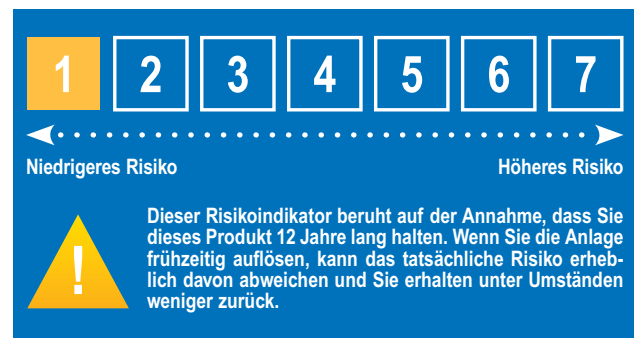 1 2 3 4 5 6 7
Niedrigeres Risiko Höheres Risiko
!
Dieser Risikoindikator beruht auf der Annahme, dass Sie
dieses Produkt 12 Jahre lang halten. Wenn Sie die Anlage
frühzeitig auflösen, kann das tatsächliche Risiko erheb-
lich davon abweichen und Sie erhalten unter Umständen
weniger zurück.